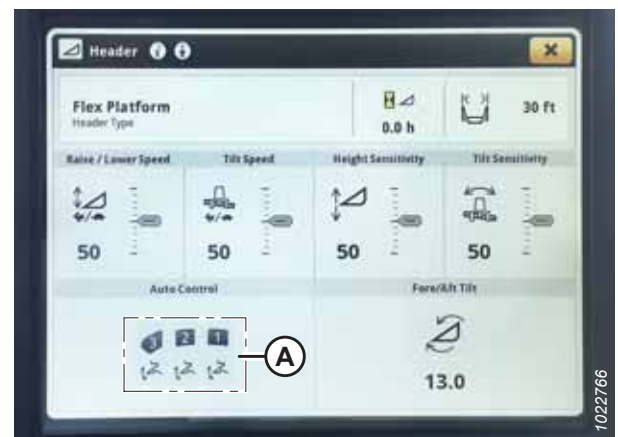 Header
Flex Platform
Header Type
0.0 h
30 ft
Raise / Lower Speed
Tilt Speed
Height Sensitivity
Tilt Sensitivity
50
50
50
50
Auto Control
Fore/Aft Tilt
3 2 1
A
13.0
1022766